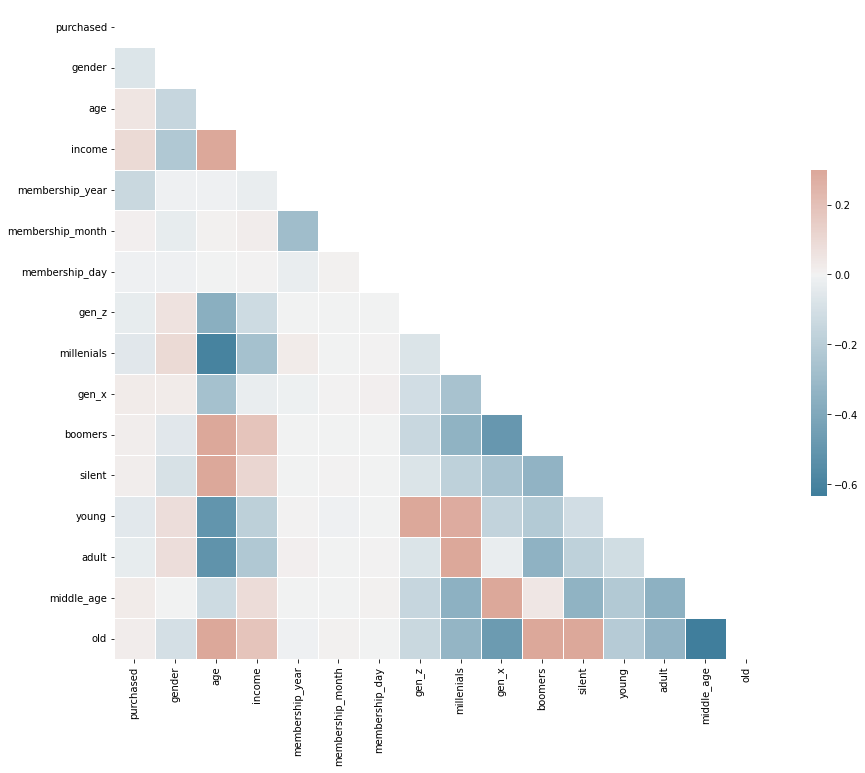 purchased
gender
age
income
membership_year
membership_month
membership_day
gen_z
millenials
gen_x
boomers
silent
young
adult
middle_age
old
purchased
gender
age
income
membership_year
membership_month
membership_day
gen_z
millenials
gen_x
boomers
silent
young
adult
middle_age
old
0.2
0.0
−0.2
−0.4
−0.6